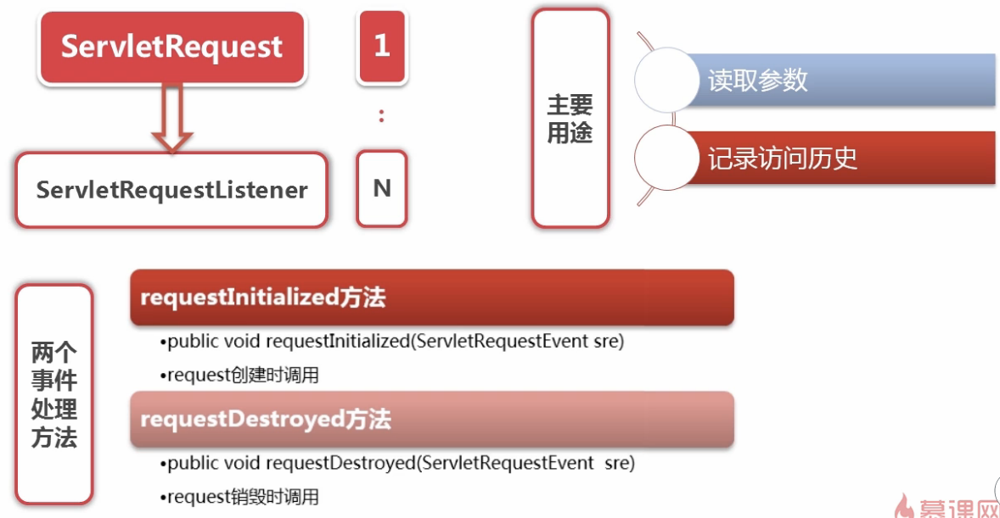 ServletRequest
1
:
ServletRequestListener
N
主要
用途
读取参数
记录访问历史
两个
事件
处理
方法
requestInitialized方法
•public void requestInitialized(ServletRequestEvent sre)
•request创建时调用
requestDestroyed方法
•public void requestDestroyed(ServletRequestEvent  sre)
•request销毁时调用
慕课网